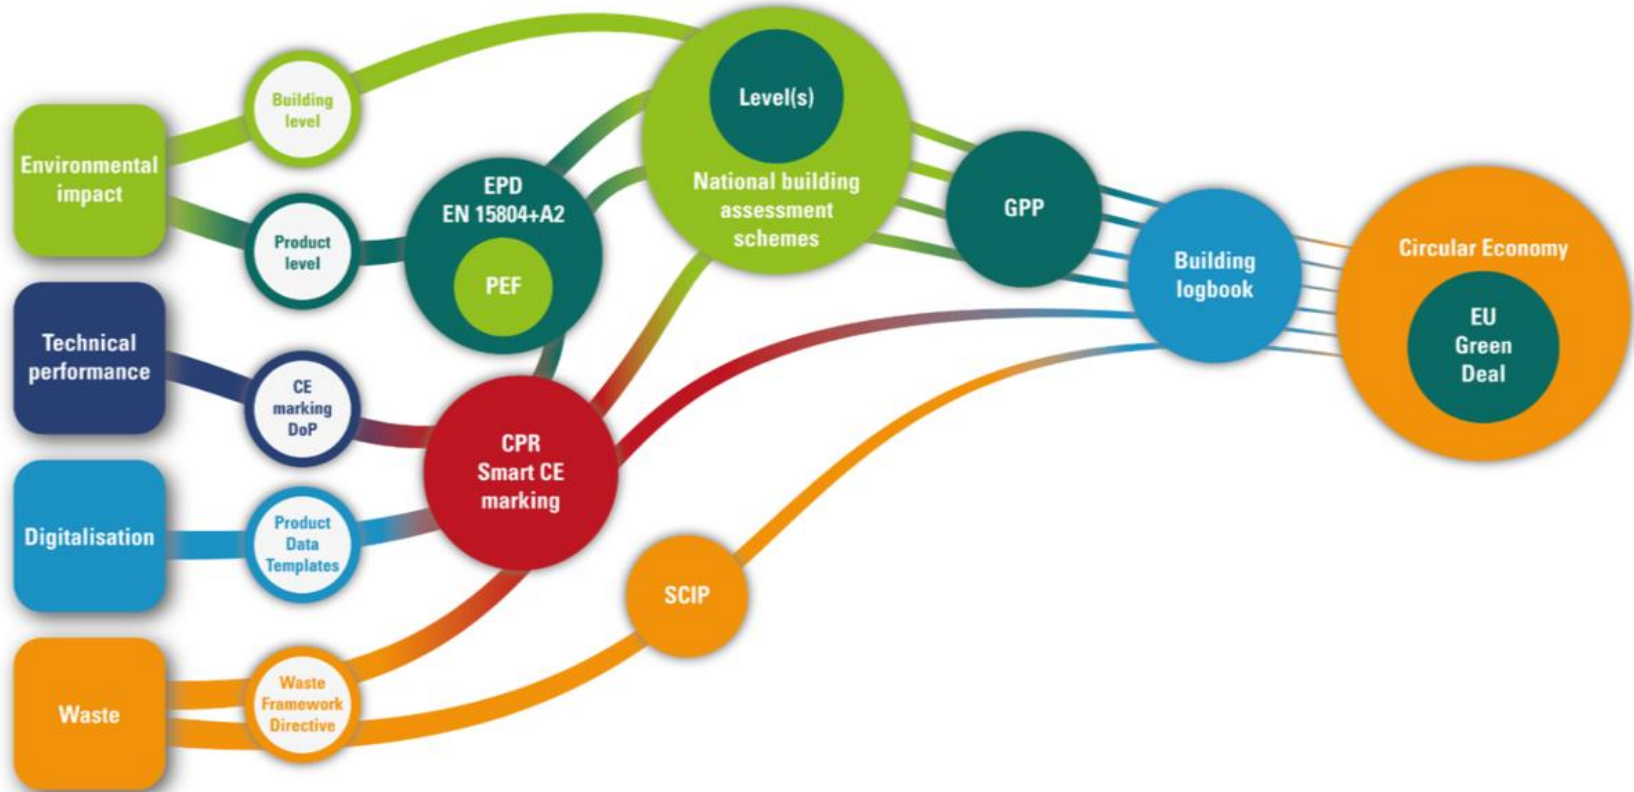 Environmental
impact
Technical
performance
Digitalisation
Waste
Building
level
Product
level
CE
marking
DoP
Product
Data
Templates
Waste
Framework
Directive
EPD
EN 15804+A2
PEF
CPR
Smart CE
marking
SCIP
Level(s)
National building
assessment
schemes
GPP
Building
logbook
Circular Economy
EU
Green
Deal